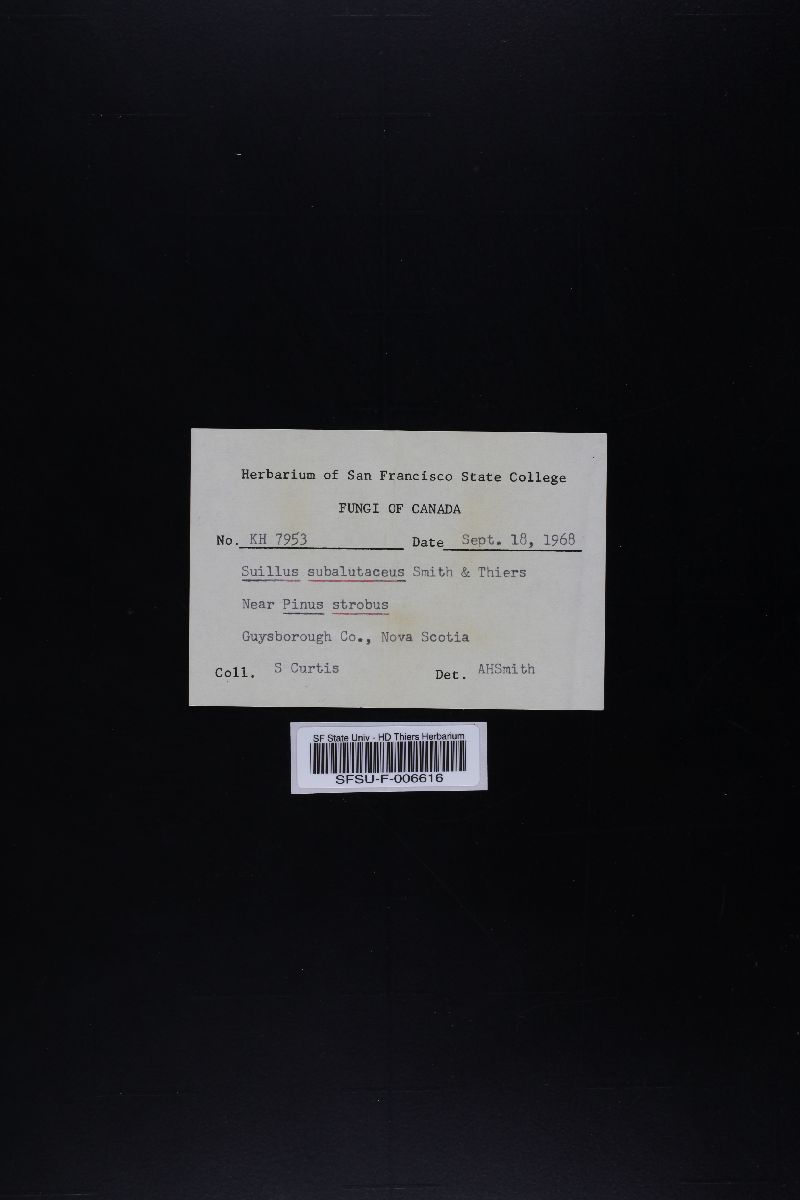 Herbarium of San Francisco State College
FUNGI OF CANADA
No. KH 7953 Date Sept. 18, 1968
Suillus subalutaceus Smith & Thiers
Near Pinus strobus
Guysborough Co., Nova Scotia
Coll. S Curtis Det. AHSmith
SF State Univ - HD Thiers Herbarium
SFSU-F-006616